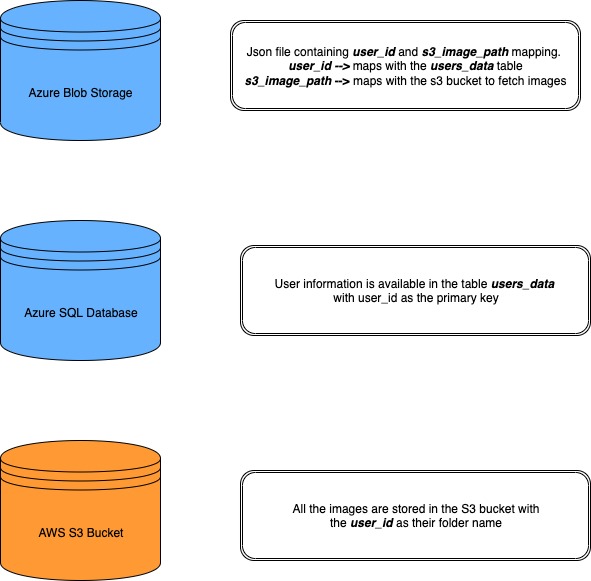 Azure Blob Storage
Json file containing user_id and s3_image_path mapping.
user_id --> maps with the users_data table
s3_image_path --> maps with the s3 bucket to fetch images
Azure SQL Database
User information is available in the table users_data
with user_id as the primary key
AWS S3 Bucket
All the images are stored in the S3 bucket with
the user_id as their folder name